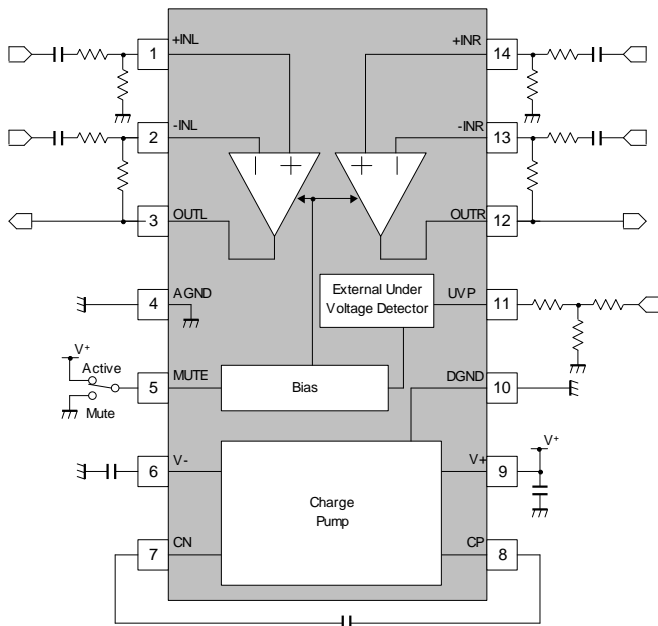 +INL
+INR
1
14
-INL
-INR
2
13
OUTL
OUTR
3
12
AGND
External Under
Voltage Detector
UVP
4
11
V+
Active
Mute
MUTE
Bias
DGND
5
10
V-
V+
V+
6
9
Charge
Pump
CN
CP
7
8